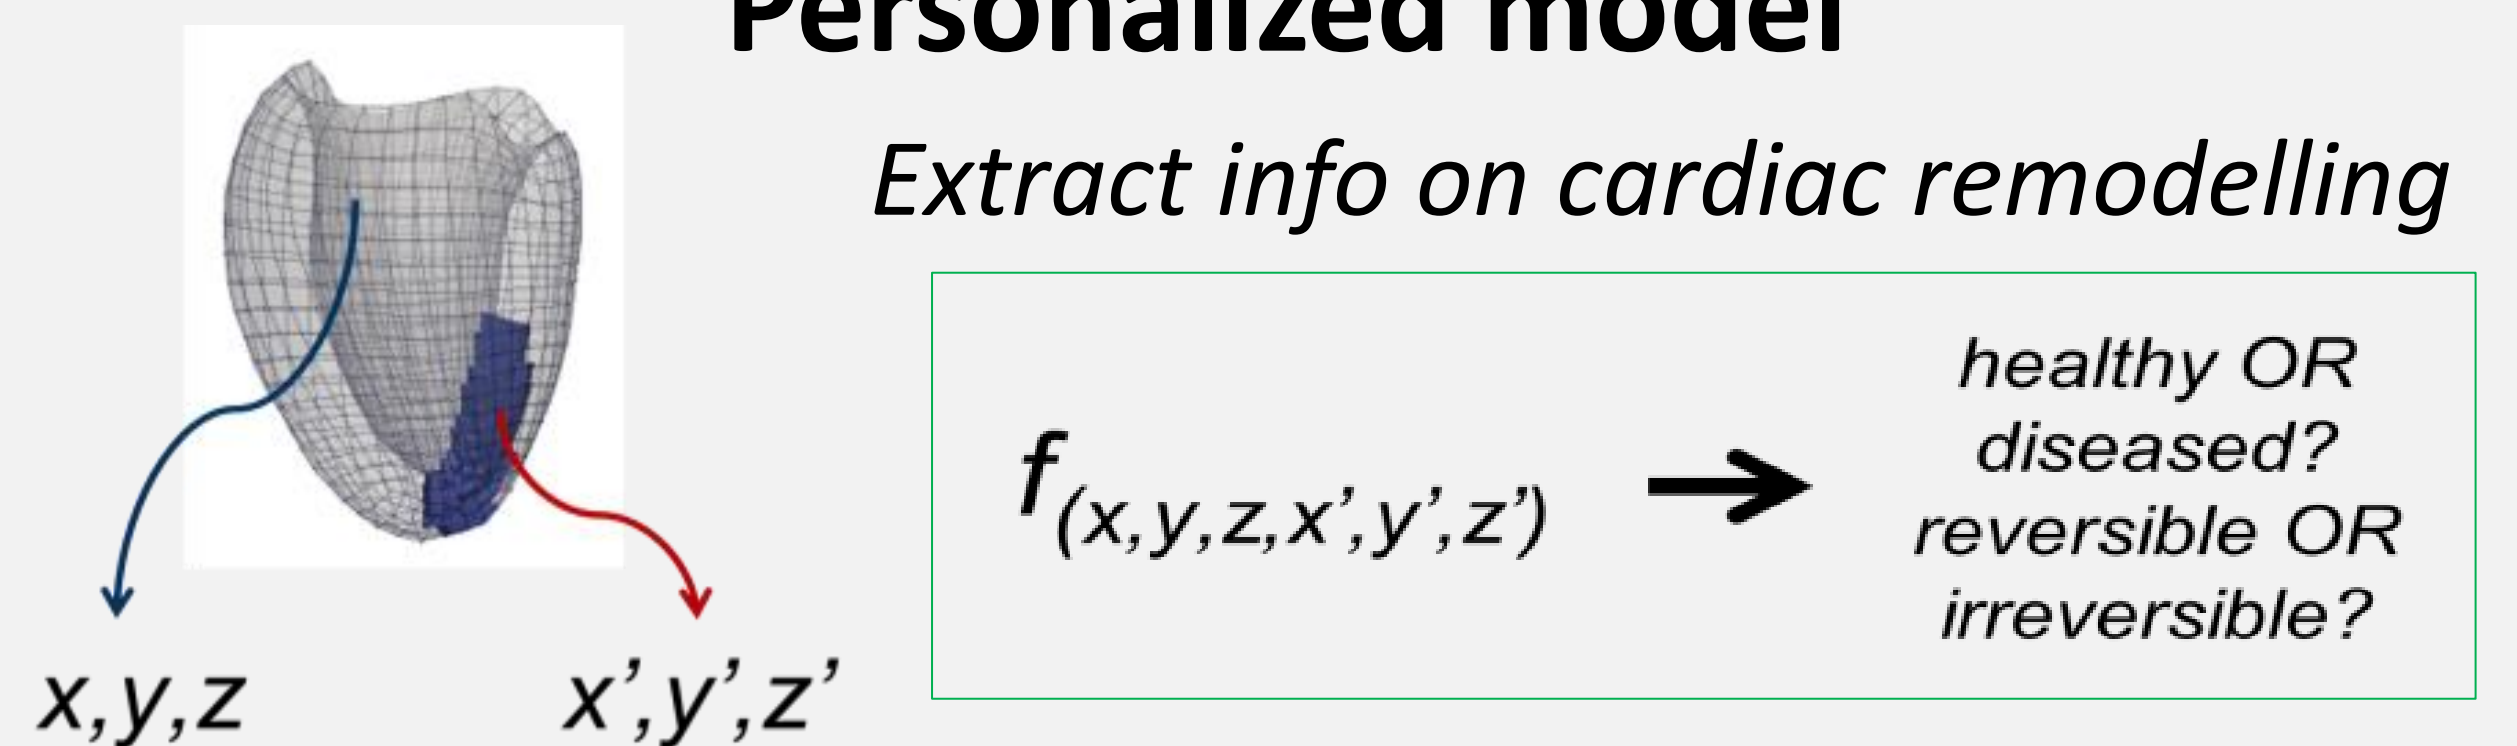 Personalized model
Extract info on cardiac remodelling
healthy OR
diseased?
f(x,y,z,x’,y’,z’)
reversible OR
irreversible?
x,y,z
x’,y’,z’